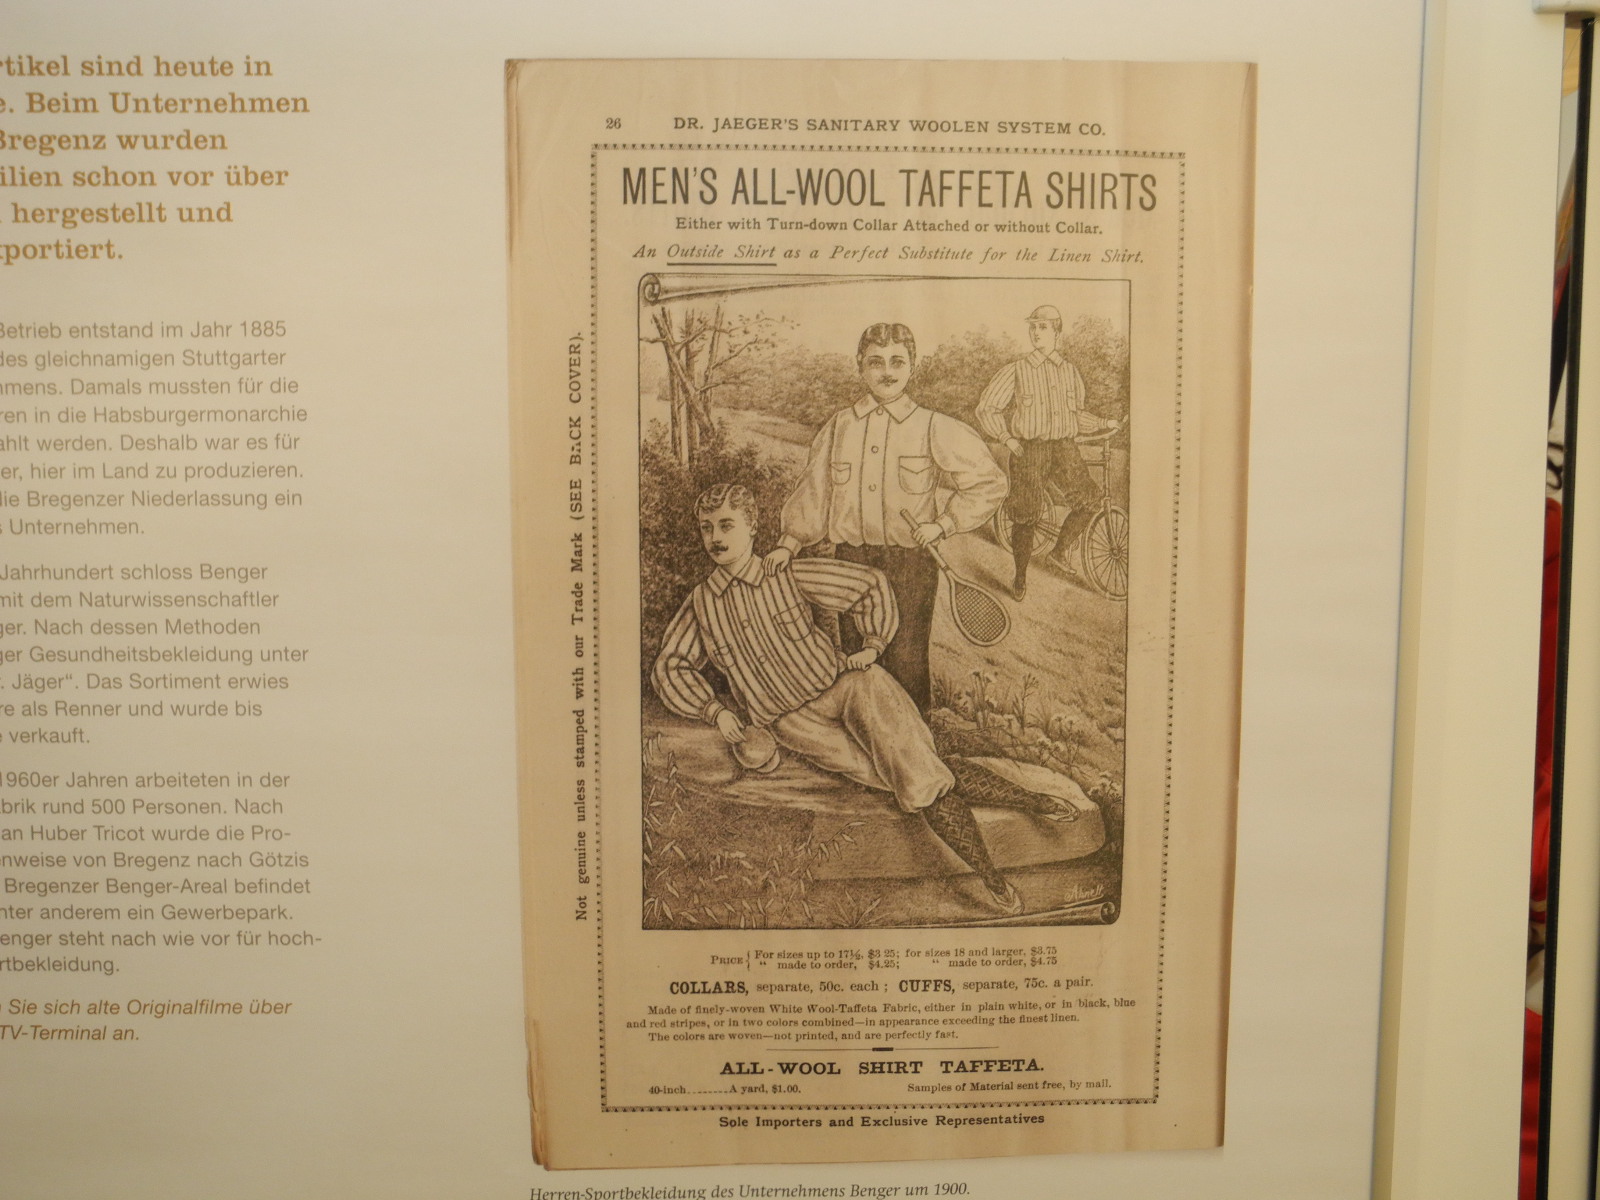 rtikel sind heute in
e. Beim Unternehmen
Bregenz wurden
ilien schon vor über
hergestellt und
portiert.
Betrieb entstand im Jahr 1885
des gleichnamigen Stuttgarter
hmens. Damals mussten für die
ren in die Habsburgermonarchie
ahlt werden. Deshalb war es für
er, hier im Land zu produzieren.
die Bregenzer Niederlassung ein
s Unternehmen.
Jahrhundert schloss Benger
mit dem Naturwissenschaftler
ger. Nach dessen Methoden
ger Gesundheitsbekleidung unter
r. Jäger“. Das Sortiment erwies
re als Renner und wurde bis
e verkauft.
1960er Jahren arbeiteten in der
abrik rund 500 Personen. Nach
an Huber Tricot wurde die Pro-
enweise von Bregenz nach Götzis
Bregenzer Benger-Areal befindet
nter anderem ein Gewerbepark.
enger steht nach wie vor für hoch-
rtbekleidung.
Sie sich alte Originalfilme über
TV-Terminal an.
26 DR. JAEGER'S SANITARY WOOLEN SYSTEM CO.
MEN'S ALL-WOOL TAFFETA SHIRTS
Either with Turn-down Collar Attached or without Collar.
An Outside Shirt as a Perfect Substitute for the Linen Shirt.
Not genuine unless stamped with our Trade Mark (SEE BACK COVER).
PRICE { For sizes up to 17½, $3 25; for sizes 18 and larger, $3.75
“ made to order, $4.25; “ made to order, $4.75
COLLARS, separate, 50c. each; CUFFS, separate, 75c. a pair.
Made of finely-woven White Wool-Taffeta Fabric, either in plain white, or in black, blue
and red stripes, or in two colors combined—in appearance exceeding the finest linen.
The colors are woven—not printed, and are perfectly fast.
ALL-WOOL SHIRT TAFFETA.
40-inch........A yard, $1.00. Samples of Material sent free, by mail.
Sole Importers and Exclusive Representatives
Herren-Sportbekleidung des Unternehmens Benger um 1900.